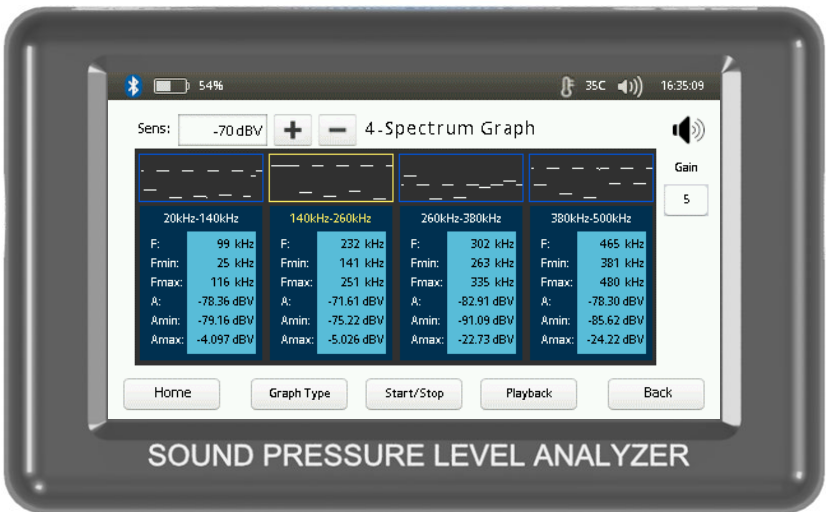 54% 35C 16:35:09
Sens: -70 dBV + - 4-Spectrum Graph
Gain
5
20kHz-140kHz 140kHz-260kHz 260kHz-380kHz 380kHz-500kHz
F: 99 kHz F: 232 kHz F: 302 kHz F: 465 kHz
Fmin: 25 kHz Fmin: 141 kHz Fmin: 263 kHz Fmin: 381 kHz
Fmax: 116 kHz Fmax: 251 kHz Fmax: 335 kHz Fmax: 480 kHz
A: -78.36 dBV A: -71.61 dBV A: -82.91 dBV A: -78.30 dBV
Amin: -79.16 dBV Amin: -75.22 dBV Amin: -91.09 dBV Amin: -85.62 dBV
Amax: -4.097 dBV Amax: -5.026 dBV Amax: -22.73 dBV Amax: -24.22 dBV
Home Graph Type Start/Stop Playback Back
SOUND PRESSURE LEVEL ANALYZER